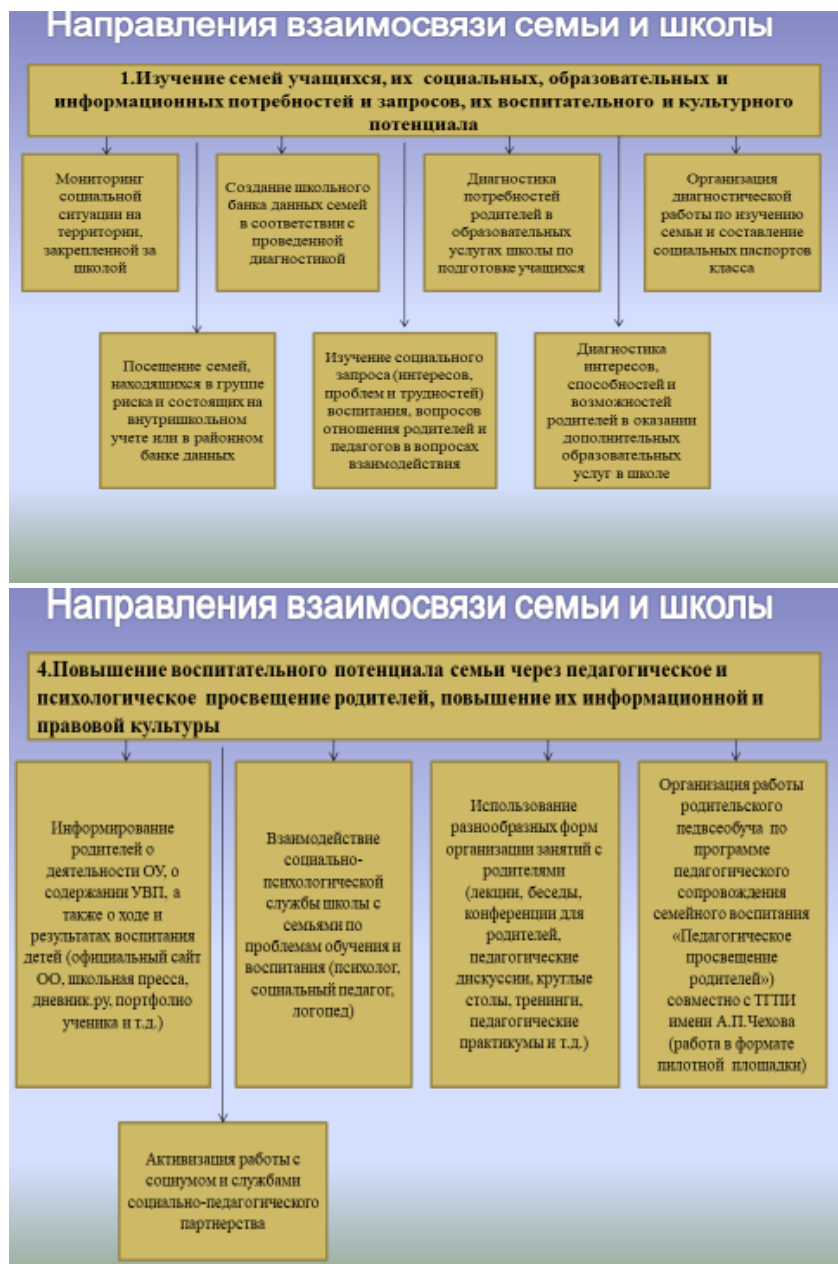 Направления взаимосвязи семьи и школы
1.Изучение семей учащихся, их социальных, образовательных и
информационных потребностей и запросов, их воспитательного и культурного
потенциала
Мониторинг
социальной
ситуации на
территории,
закрепленной за
школой
Создание школьного
банка данных семей
в соответствии с
проведенной
диагностикой
Диагностика
потребностей
родителей в
образовательных
услугах школы по
подготовке учащихся
Организация
диагностической
работы по изучению
семьи и составление
социальных паспортов
класса
Посещение семей,
находящихся в группе
риска и состоящих на
внутришкольном
учете или в районном
банке данных
Изучение социального
запроса (интересов,
проблем и трудностей)
воспитания, вопросов
отношения родителей и
педагогов в вопросах
взаимодействия
Диагностика
интересов,
способностей и
возможностей
родителей в оказании
дополнительных
образовательных
услуг в школе
Направления взаимосвязи семьи и школы
4.Повышение воспитательного потенциала семьи через педагогическое и
психологическое просвещение родителей, повышение их информационной и
правовой культуры
Информирование
родителей о
деятельности ОУ, о
содержании УВП, а
также о ходе и
результатах воспитания
детей (официальный сайт
ОО, школьная пресса,
дневник.ру, портфолио
ученика и т.д.)
Взаимодействие
социально-
психологической
службы школы с
семьями по
проблемам обучения и
воспитания (психолог,
социальный педагог,
логопед)
Использование
разнообразных форм
организации занятий с
родителями
(лекции, беседы,
конференции для
родителей,
педагогические
дискуссии, круглые
столы, тренинги,
педагогические
практикумы и т.д.)
Организация работы
родительского
педвсеобуча по
программе
педагогического
сопровождения
семейного воспитания
«Педагогическое
просвещение
родителей»)
совместно с ТГПИ
имени А.П.Чехова
(работа в формате
пилотной площадки)
Активизация работы с
социумом и службами
социально-педагогического
партнерства